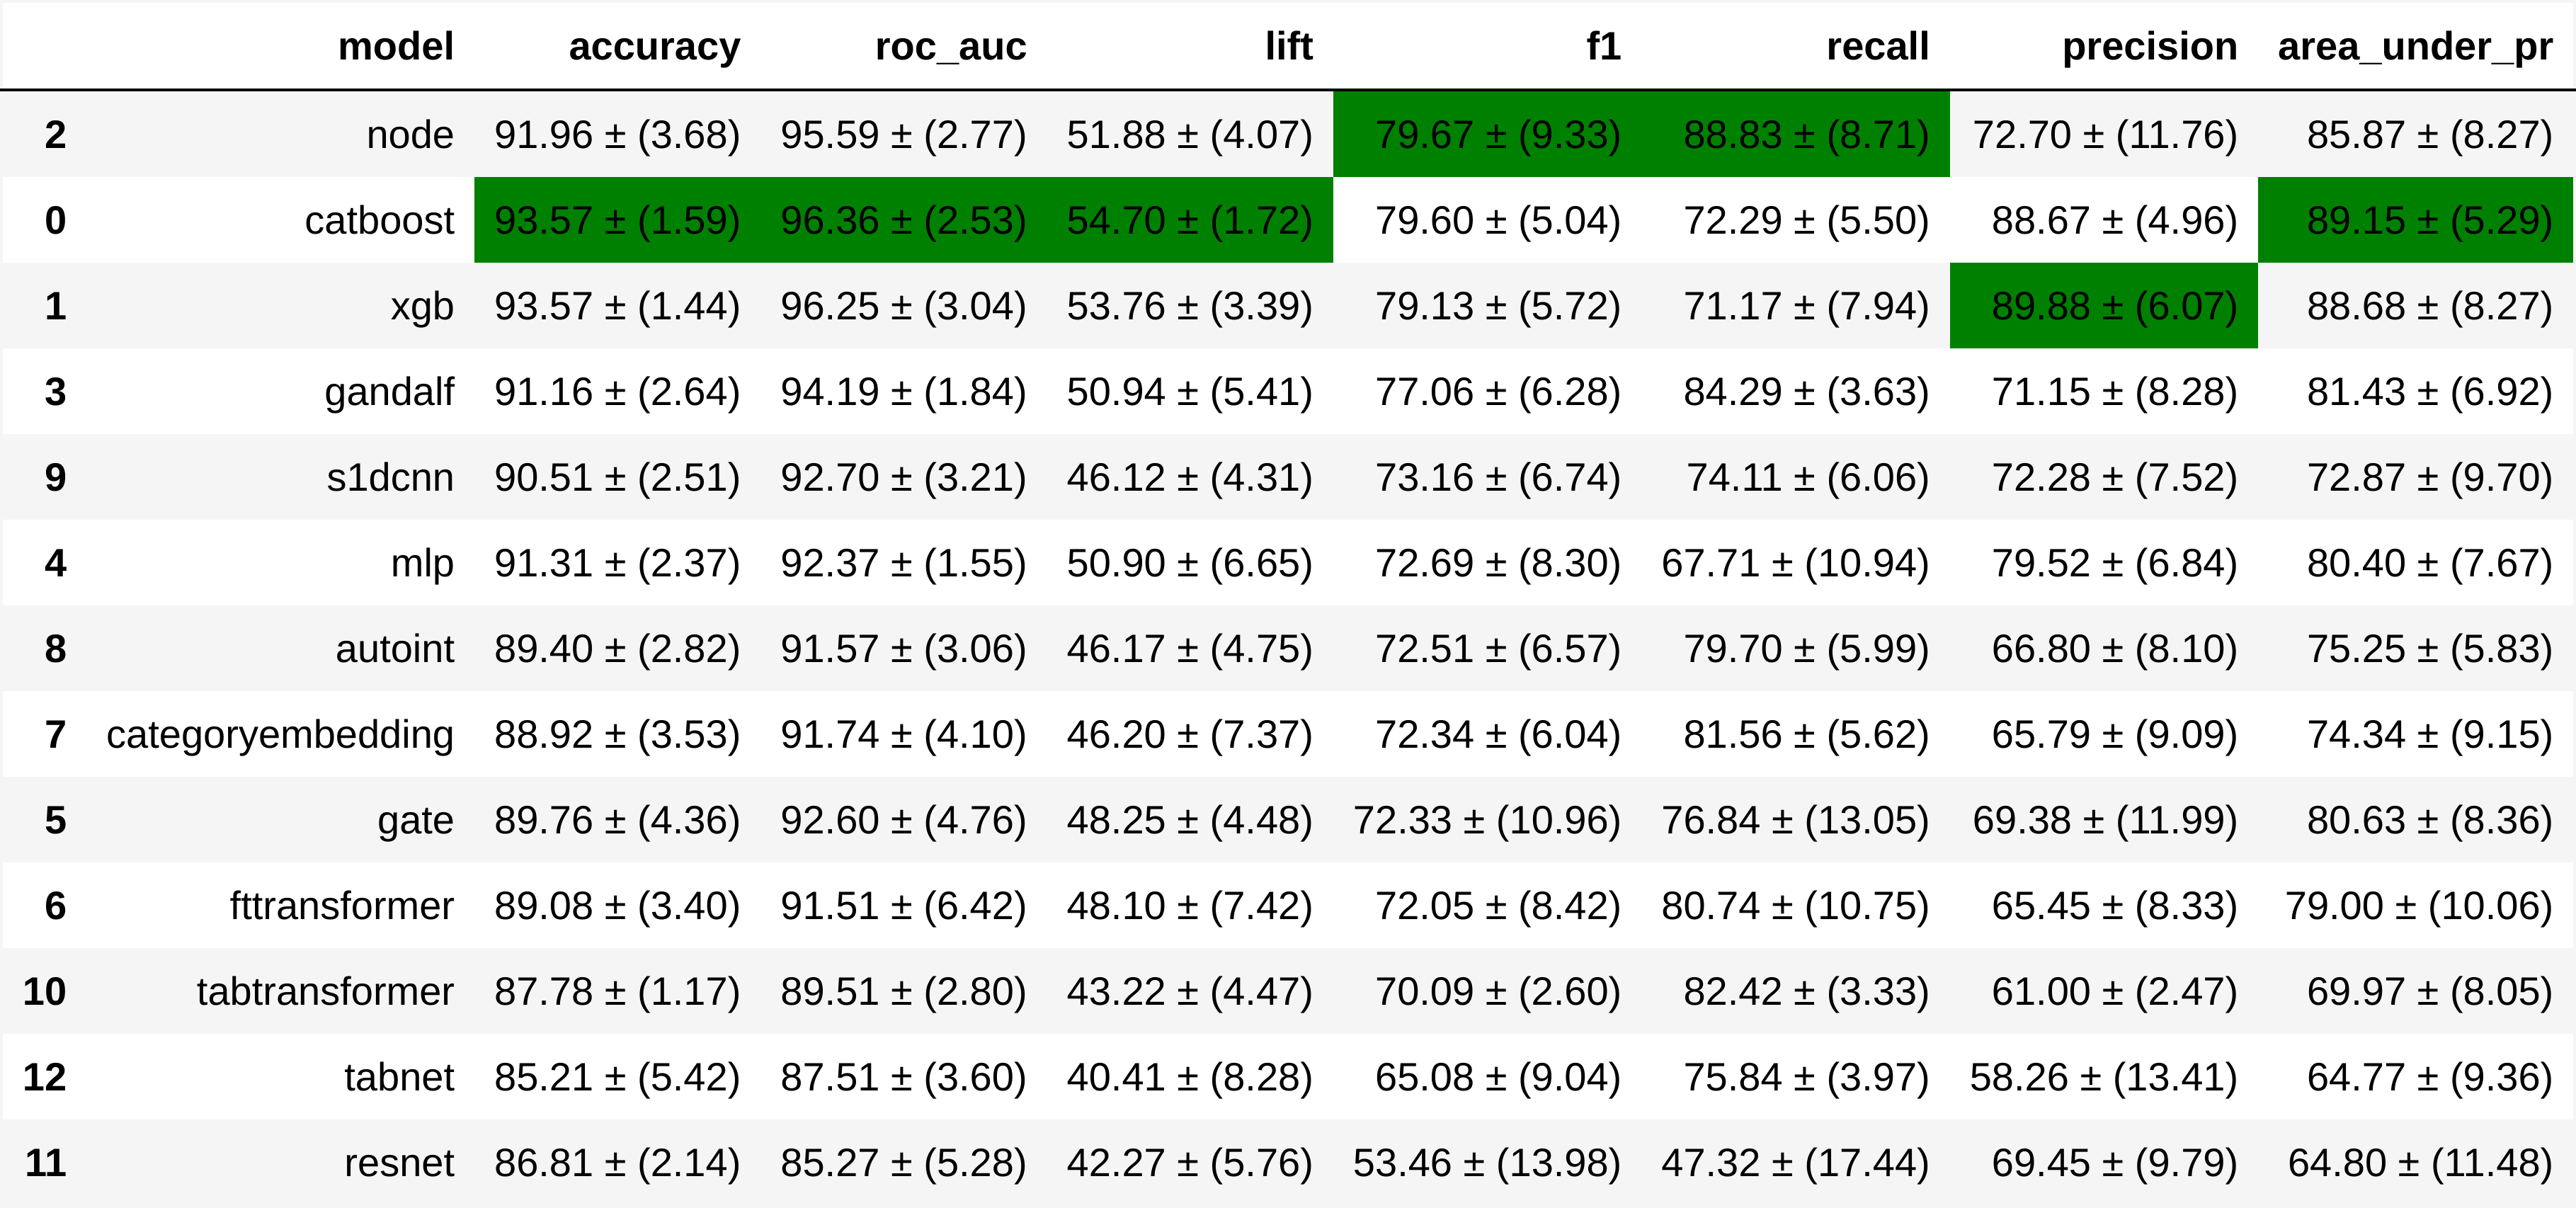 model accuracy roc_auc lift f1 recall precision area_under_pr
2 node 91.96 ± (3.68) 95.59 ± (2.77) 51.88 ± (4.07) 79.67 ± (9.33) 88.83 ± (8.71) 72.70 ± (11.76) 85.87 ± (8.27)
0 catboost 93.57 ± (1.59) 96.36 ± (2.53) 54.70 ± (1.72) 79.60 ± (5.04) 72.29 ± (5.50) 88.67 ± (4.96) 89.15 ± (5.29)
1 xgb 93.57 ± (1.44) 96.25 ± (3.04) 53.76 ± (3.39) 79.13 ± (5.72) 71.17 ± (7.94) 89.88 ± (6.07) 88.68 ± (8.27)
3 gandalf 91.16 ± (2.64) 94.19 ± (1.84) 50.94 ± (5.41) 77.06 ± (6.28) 84.29 ± (3.63) 71.15 ± (8.28) 81.43 ± (6.92)
9 s1dcnn 90.51 ± (2.51) 92.70 ± (3.21) 46.12 ± (4.31) 73.16 ± (6.74) 74.11 ± (6.06) 72.28 ± (7.52) 72.87 ± (9.70)
4 mlp 91.31 ± (2.37) 92.37 ± (1.55) 50.90 ± (6.65) 72.69 ± (8.30) 67.71 ± (10.94) 79.52 ± (6.84) 80.40 ± (7.67)
8 autoint 89.40 ± (2.82) 91.57 ± (3.06) 46.17 ± (4.75) 72.51 ± (6.57) 79.70 ± (5.99) 66.80 ± (8.10) 75.25 ± (5.83)
7 categoryembedding 88.92 ± (3.53) 91.74 ± (4.10) 46.20 ± (7.37) 72.34 ± (6.04) 81.56 ± (5.62) 65.79 ± (9.09) 74.34 ± (9.15)
5 gate 89.76 ± (4.36) 92.60 ± (4.76) 48.25 ± (4.48) 72.33 ± (10.96) 76.84 ± (13.05) 69.38 ± (11.99) 80.63 ± (8.36)
6 fttransformer 89.08 ± (3.40) 91.51 ± (6.42) 48.10 ± (7.42) 72.05 ± (8.42) 80.74 ± (10.75) 65.45 ± (8.33) 79.00 ± (10.06)
10 tabtransformer 87.78 ± (1.17) 89.51 ± (2.80) 43.22 ± (4.47) 70.09 ± (2.60) 82.42 ± (3.33) 61.00 ± (2.47) 69.97 ± (8.05)
12 tabnet 85.21 ± (5.42) 87.51 ± (3.60) 40.41 ± (8.28) 65.08 ± (9.04) 75.84 ± (3.97) 58.26 ± (13.41) 64.77 ± (9.36)
11 resnet 86.81 ± (2.14) 85.27 ± (5.28) 42.27 ± (5.76) 53.46 ± (13.98) 47.32 ± (17.44) 69.45 ± (9.79) 64.80 ± (11.48)